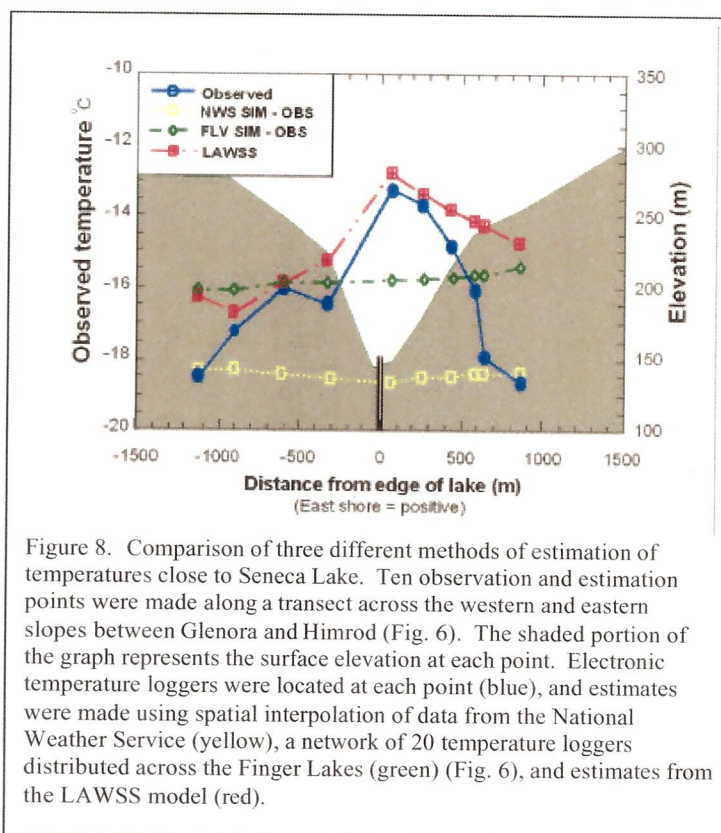 -10
-12
-14
-16
-18
-20
Observed temperature °C
Observed
NWS SIM - OBS
FLV SIM - OBS
LAWSS
350
300
250
200
150
100
Elevation (m)
-1500 -1000 -500 0 500 1000 1500
Distance from edge of lake (m)
(East shore = positive)
Figure 8. Comparison of three different methods of estimation of
temperatures close to Seneca Lake. Ten observation and estimation
points were made along a transect across the western and eastern
slopes between Glenora and Himrod (Fig. 6). The shaded portion of
the graph represents the surface elevation at each point. Electronic
temperature loggers were located at each point (blue), and estimates
were made using spatial interpolation of data from the National
Weather Service (yellow), a network of 20 temperature loggers
distributed across the Finger Lakes (green) (Fig. 6), and estimates from
the LAWSS model (red).